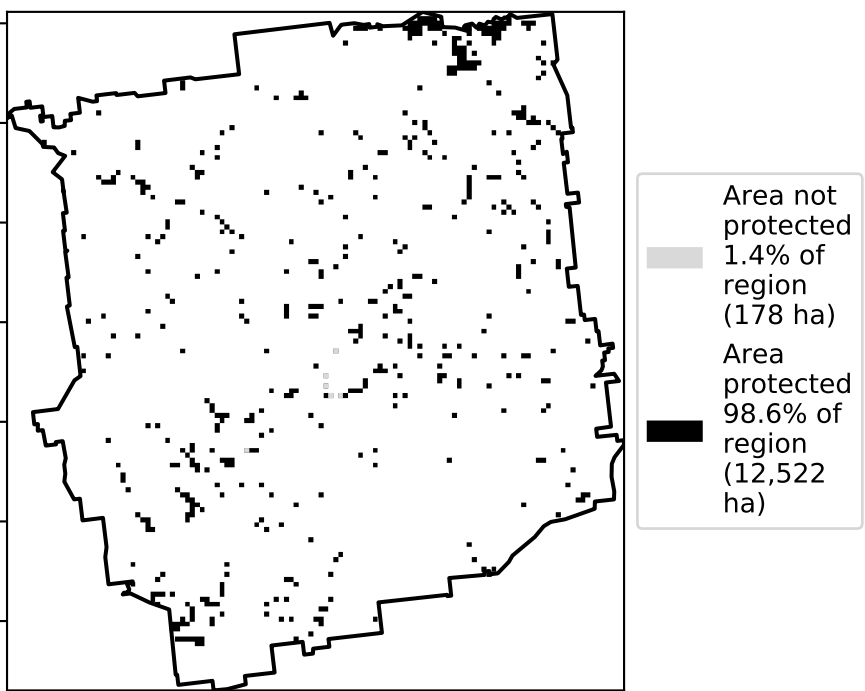 Area not
protected
1.4% of
region
(178 ha)
Area
protected
98.6% of
region
(12,522
ha)